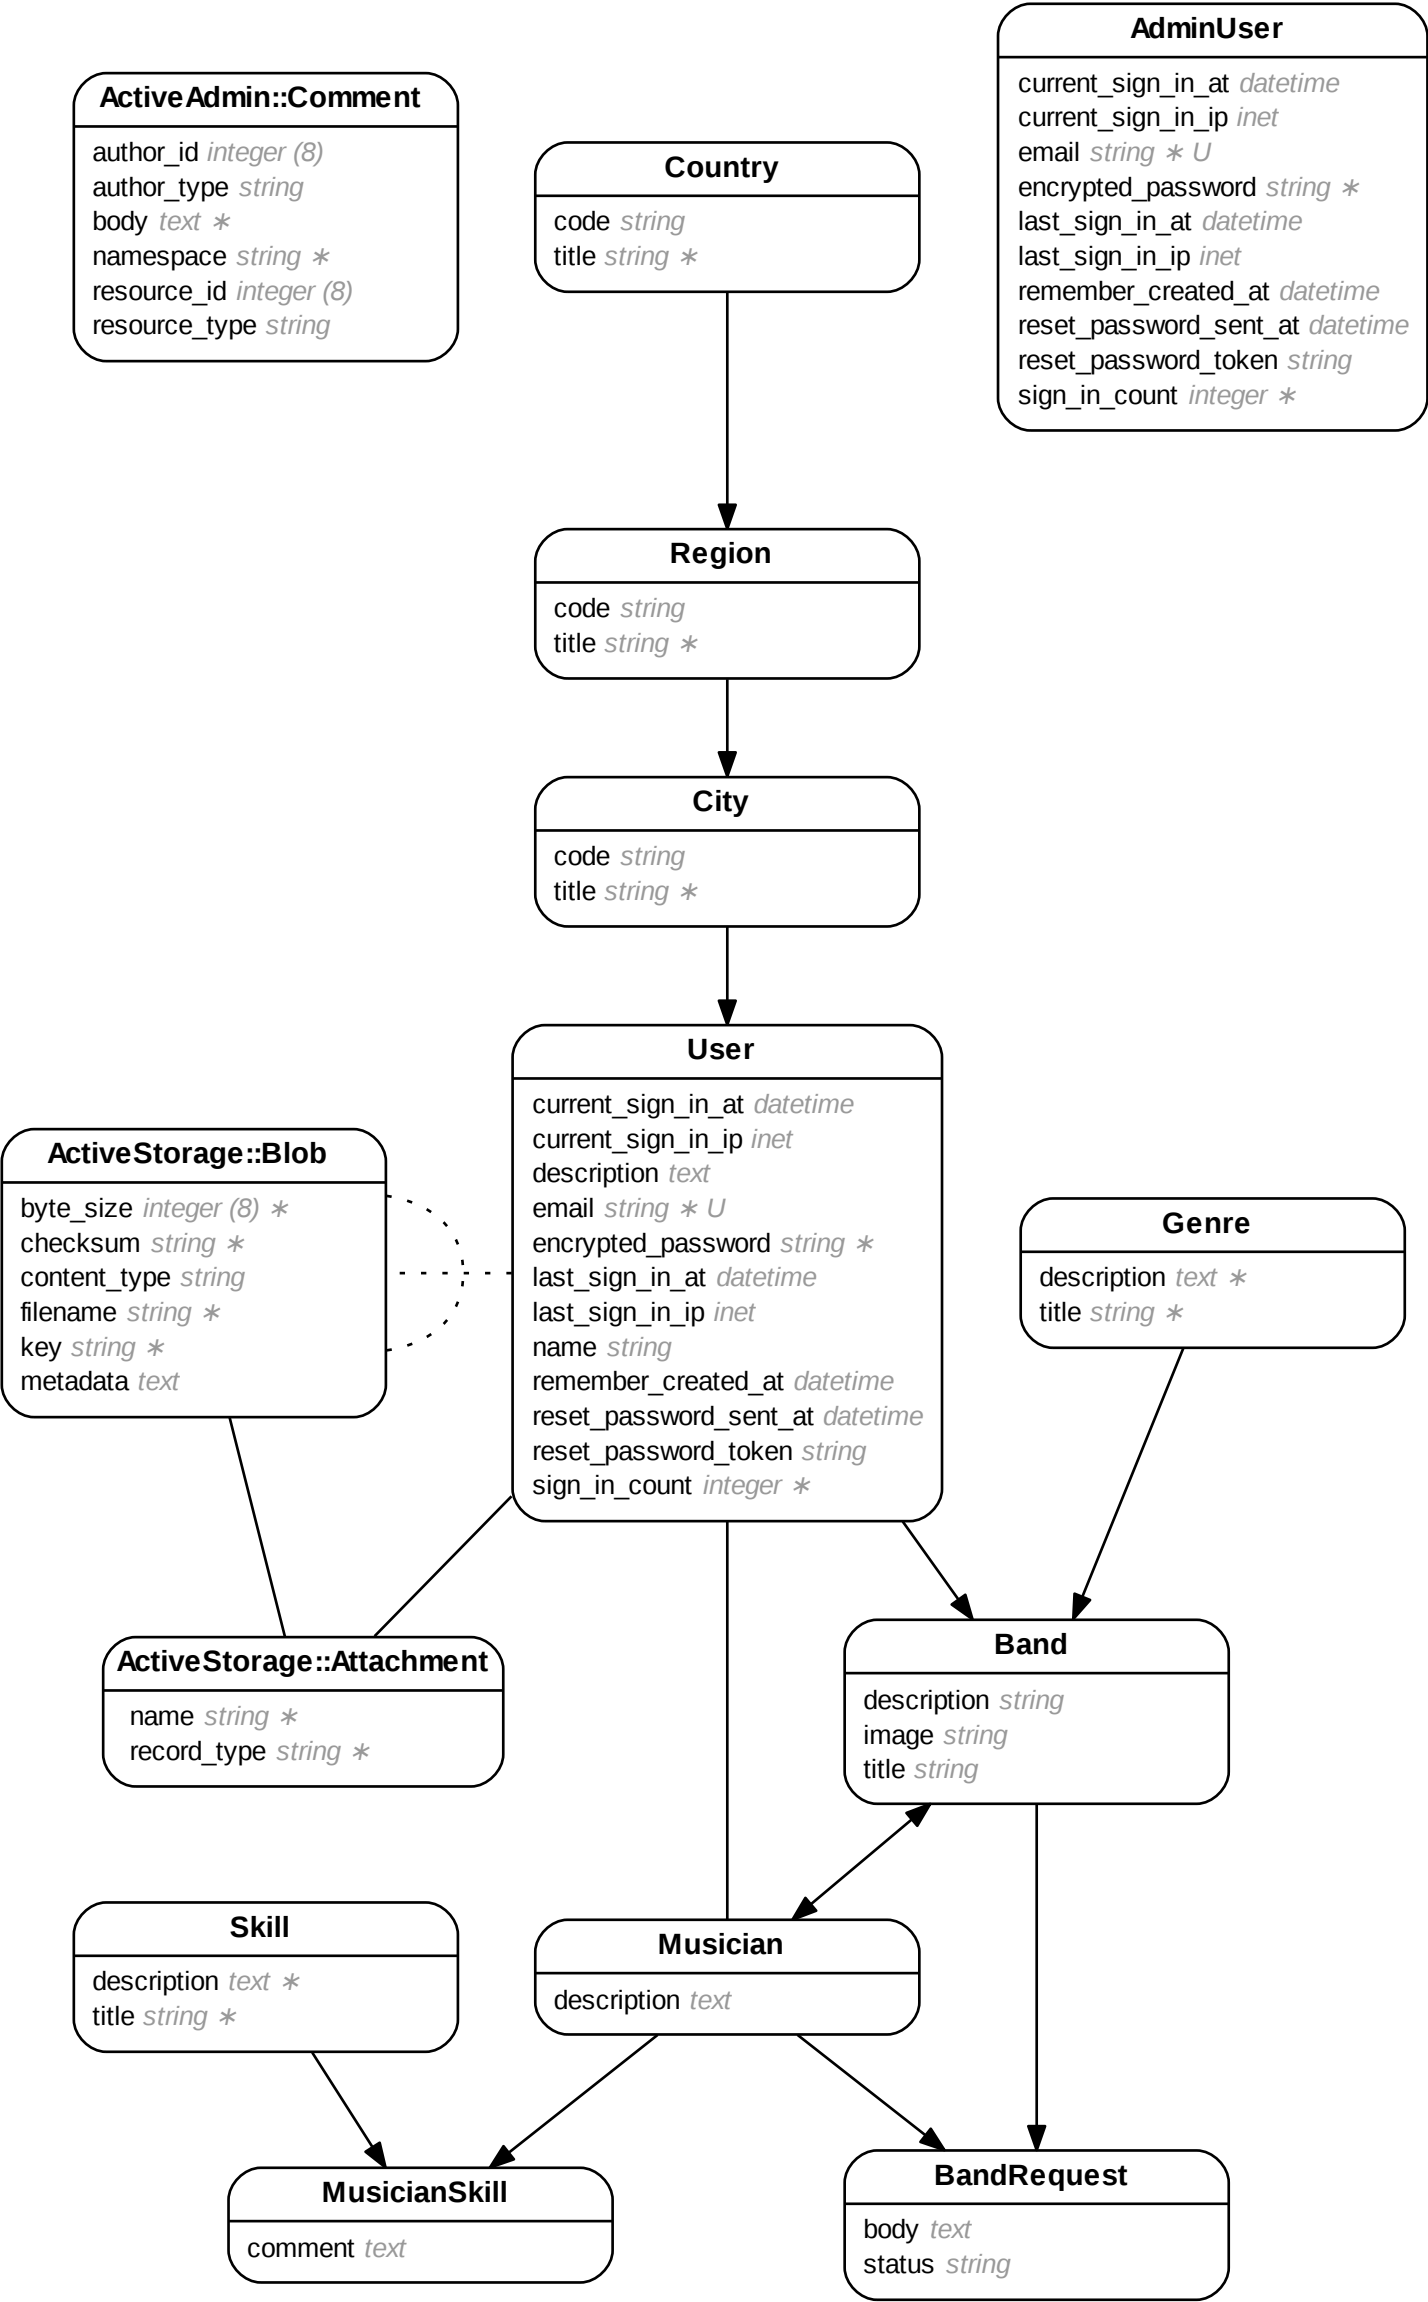 AdminUser
current_sign_in_at datetime
current_sign_in_ip inet
email string ∗ U
encrypted_password string ∗
last_sign_in_at datetime
last_sign_in_ip inet
remember_created_at datetime
reset_password_sent_at datetime
reset_password_token string
sign_in_count integer ∗
ActiveAdmin::Comment
author_id integer (8)
author_type string
body text ∗
namespace string ∗
resource_id integer (8)
resource_type string
Country
code string
title string ∗
Region
code string
title string ∗
City
code string
title string ∗
User
current_sign_in_at datetime
current_sign_in_ip inet
description text
email string ∗ U
encrypted_password string ∗
last_sign_in_at datetime
last_sign_in_ip inet
name string
remember_created_at datetime
reset_password_sent_at datetime
reset_password_token string
sign_in_count integer ∗
ActiveStorage::Blob
byte_size integer (8) ∗
checksum string ∗
content_type string
filename string ∗
key string ∗
metadata text
Genre
description text ∗
title string ∗
ActiveStorage::Attachment
name string ∗
record_type string ∗
Band
description string
image string
title string
Skill
description text ∗
title string ∗
Musician
description text
MusicianSkill
comment text
BandRequest
body text
status string